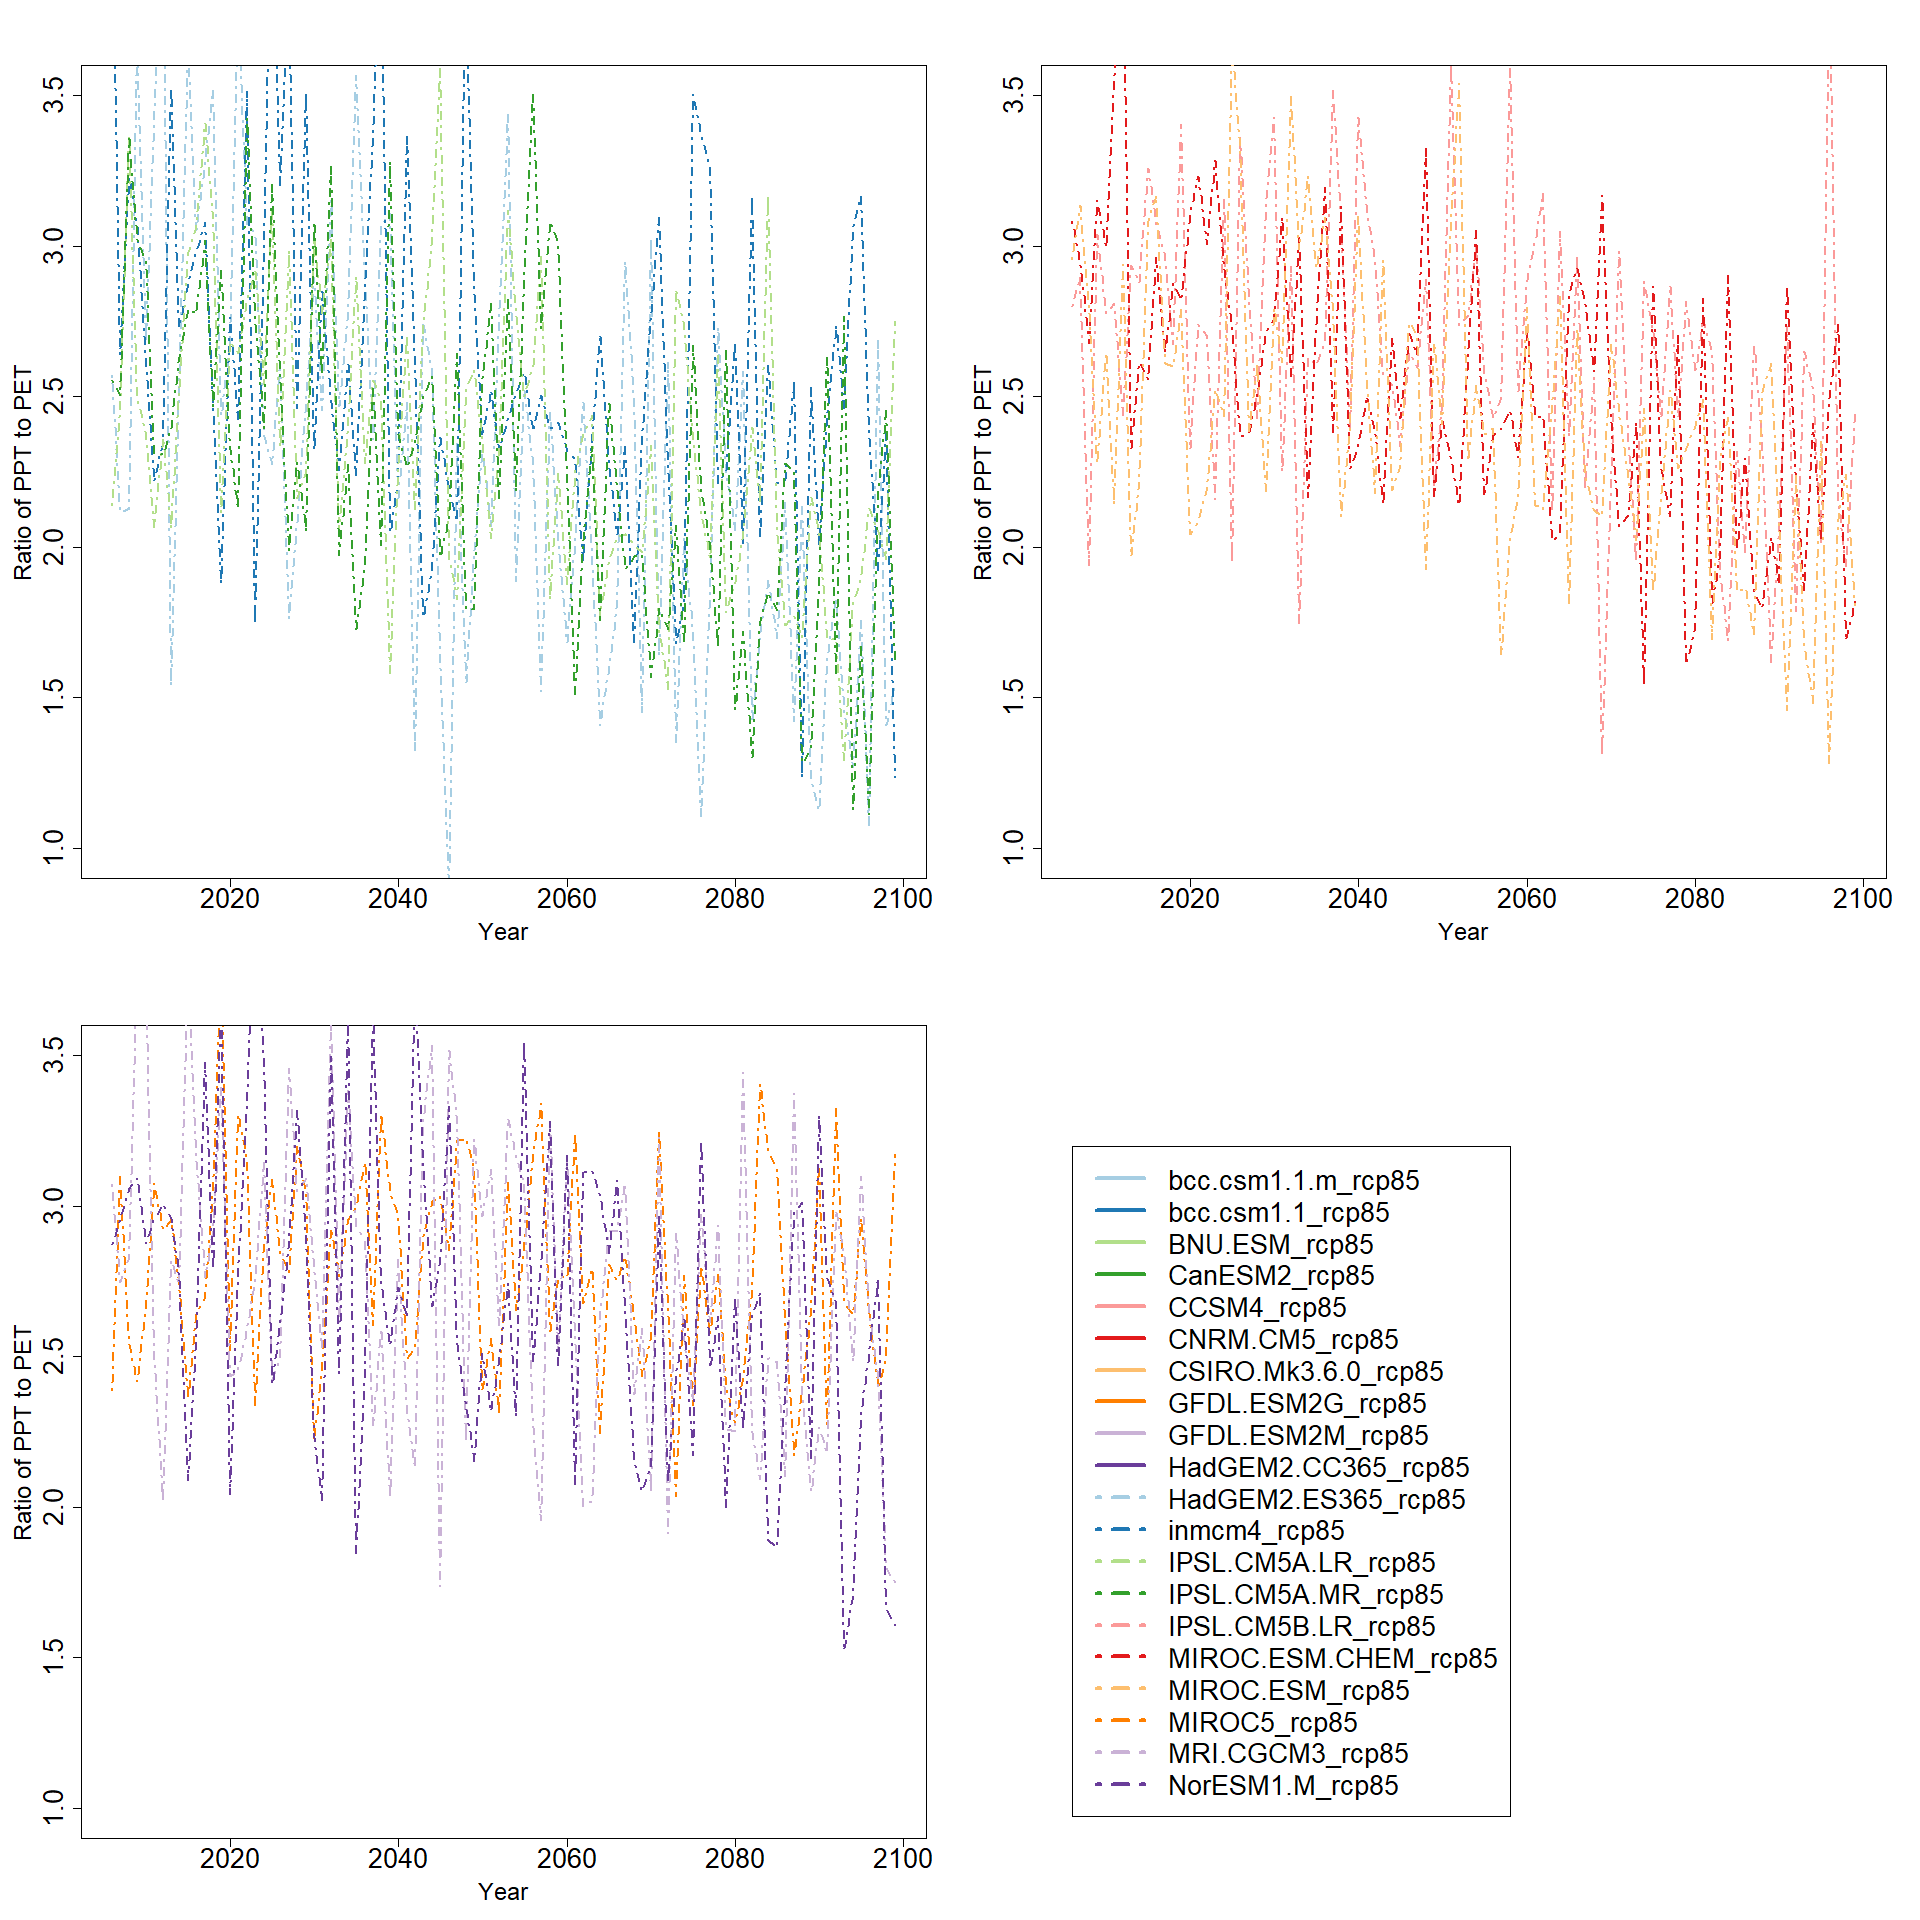 3.5
3.0
2.5
2.0
1.5
1.0
Ratio of PPT to PET
2020 2040 2060 2080 2100
Year
3.5
3.0
2.5
2.0
1.5
1.0
Ratio of PPT to PET
2020 2040 2060 2080 2100
Year
3.5
3.0
2.5
2.0
1.5
1.0
Ratio of PPT to PET
2020 2040 2060 2080 2100
Year
bcc.csm1.1.m_rcp85
bcc.csm1.1_rcp85
BNU.ESM_rcp85
CanESM2_rcp85
CCSM4_rcp85
CNRM.CM5_rcp85
CSIRO.Mk3.6.0_rcp85
GFDL.ESM2G_rcp85
GFDL.ESM2M_rcp85
HadGEM2.CC365_rcp85
HadGEM2.ES365_rcp85
inmcm4_rcp85
IPSL.CM5A.LR_rcp85
IPSL.CM5A.MR_rcp85
IPSL.CM5B.LR_rcp85
MIROC.ESM.CHEM_rcp85
MIROC.ESM_rcp85
MIROC5_rcp85
MRI.CGCM3_rcp85
NorESM1.M_rcp85